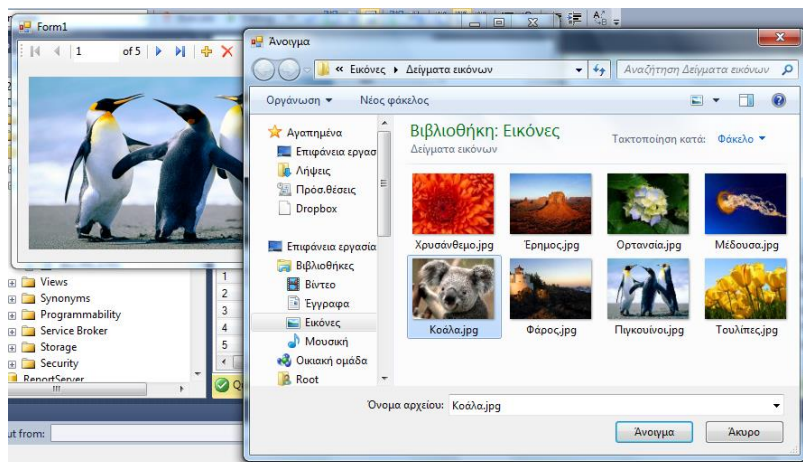 Form1
1 of 5
Views
Synonyms
Programmability
Service Broker
Storage
Security
ReportServer
1
2
3
4
5
ut from:
Άνοιγμα
« Εικόνες ▸ Δείγματα εικόνων
Αναζήτηση Δείγματα εικόνων
Οργάνωση Νέος φάκελος
Αγαπημένα
Επιφάνεια εργασ
Λήψεις
Πρόσ.θέσεις
Dropbox
Επιφάνεια εργασία
Βιβλιοθήκες
Βίντεο
Έγγραφα
Εικόνες
Μουσική
Οικιακή ομάδα
Root
Βιβλιοθήκη: Εικόνες
Δείγματα εικόνων
Τακτοποίηση κατά: Φάκελο
Χρυσάνθεμο.jpg Έρημος.jpg Ορτανσία.jpg Μέδουσα.jpg
Κοάλα.jpg Φάρος.jpg Πιγκουίνοι.jpg Τουλίπες.jpg
Όνομα αρχείου: Κοάλα.jpg
Άνοιγμα Άκυρο